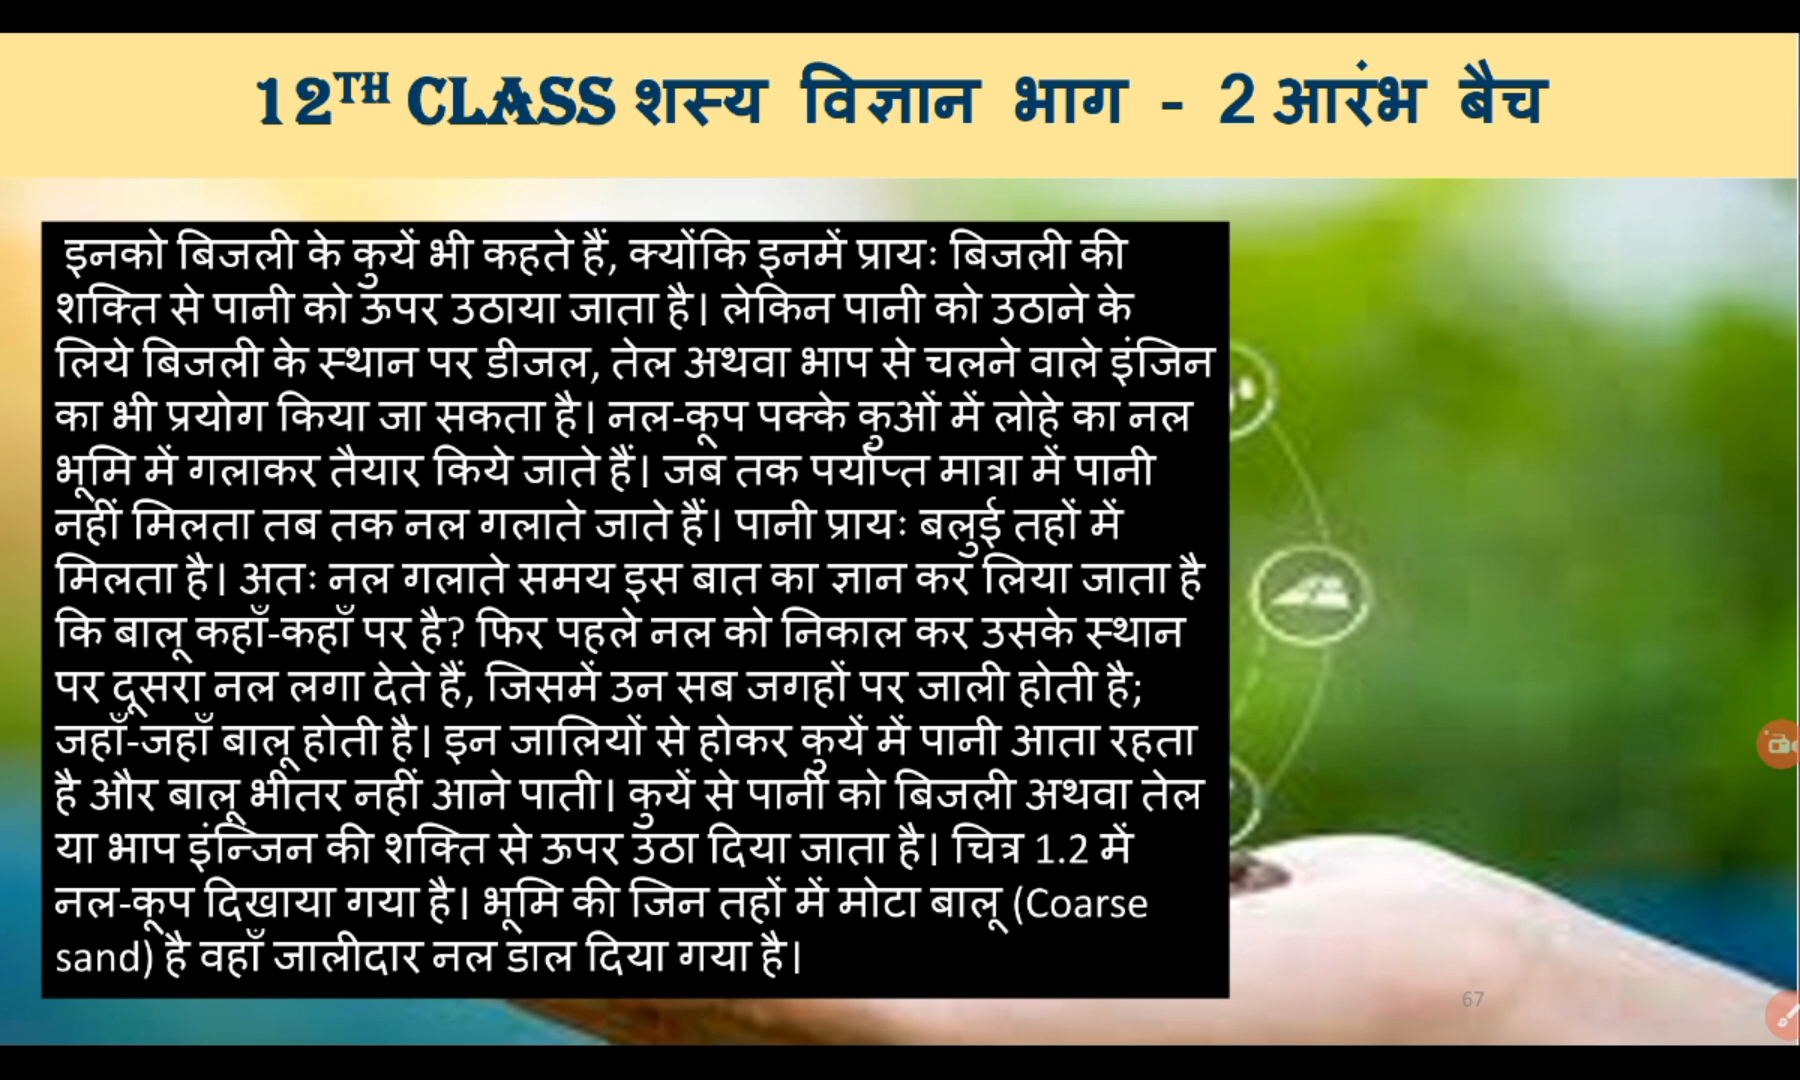 12TH CLASS शस्य विज्ञान भाग - 2 आरंभ बैच
इनको बिजली के कुयें भी कहते हैं, क्योंकि इनमें प्रायः बिजली की
शक्ति से पानी को ऊपर उठाया जाता है। लेकिन पानी को उठाने के
लिये बिजली के स्थान पर डीजल, तेल अथवा भाप से चलने वाले इंजिन
का भी प्रयोग किया जा सकता है। नल-कूप पक्के कुओं में लोहे का नल
भूमि में गलाकर तैयार किये जाते हैं। जब तक पर्याप्त मात्रा में पानी
नहीं मिलता तब तक नल गलाते जाते हैं। पानी प्रायः बलुई तहों में
मिलता है। अतः नल गलाते समय इस बात का ज्ञान कर लिया जाता है
कि बालू कहाँ-कहाँ पर है? फिर पहले नल को निकाल कर उसके स्थान
पर दूसरा नल लगा देते हैं, जिसमें उन सब जगहों पर जाली होती है;
जहाँ-जहाँ बालू होती है। इन जालियों से होकर कुयें में पानी आता रहता
है और बालू भीतर नहीं आने पाती। कुयें से पानी को बिजली अथवा तेल
या भाप इंन्जिन की शक्ति से ऊपर उठा दिया जाता है। चित्र 1.2 में
नल-कूप दिखाया गया है। भूमि की जिन तहों में मोटा बालू (Coarse
sand) है वहाँ जालीदार नल डाल दिया गया है।
67